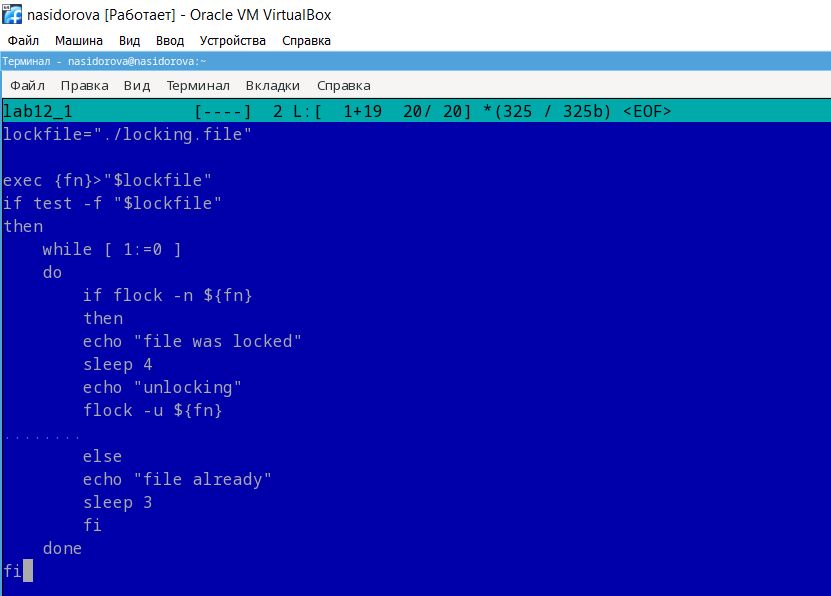 nasidorova [Работает] - Oracle VM VirtualBox
Файл Машина Вид Ввод Устройства Справка
Терминал - nasidorova@nasidorova:~
Файл Правка Вид Терминал Вкладки Справка
lab12_1 [----] 2 L:[ 1+19 20/ 20] *(325 / 325b) <EOF>
lockfile="./locking.file"
exec {fn}>"$lockfile"
if test -f "$lockfile"
then
while [ 1:=0 ]
do
if flock -n ${fn}
then
echo "file was locked"
sleep 4
echo "unlocking"
flock -u ${fn}
........
else
echo "file already"
sleep 3
fi
done
fi